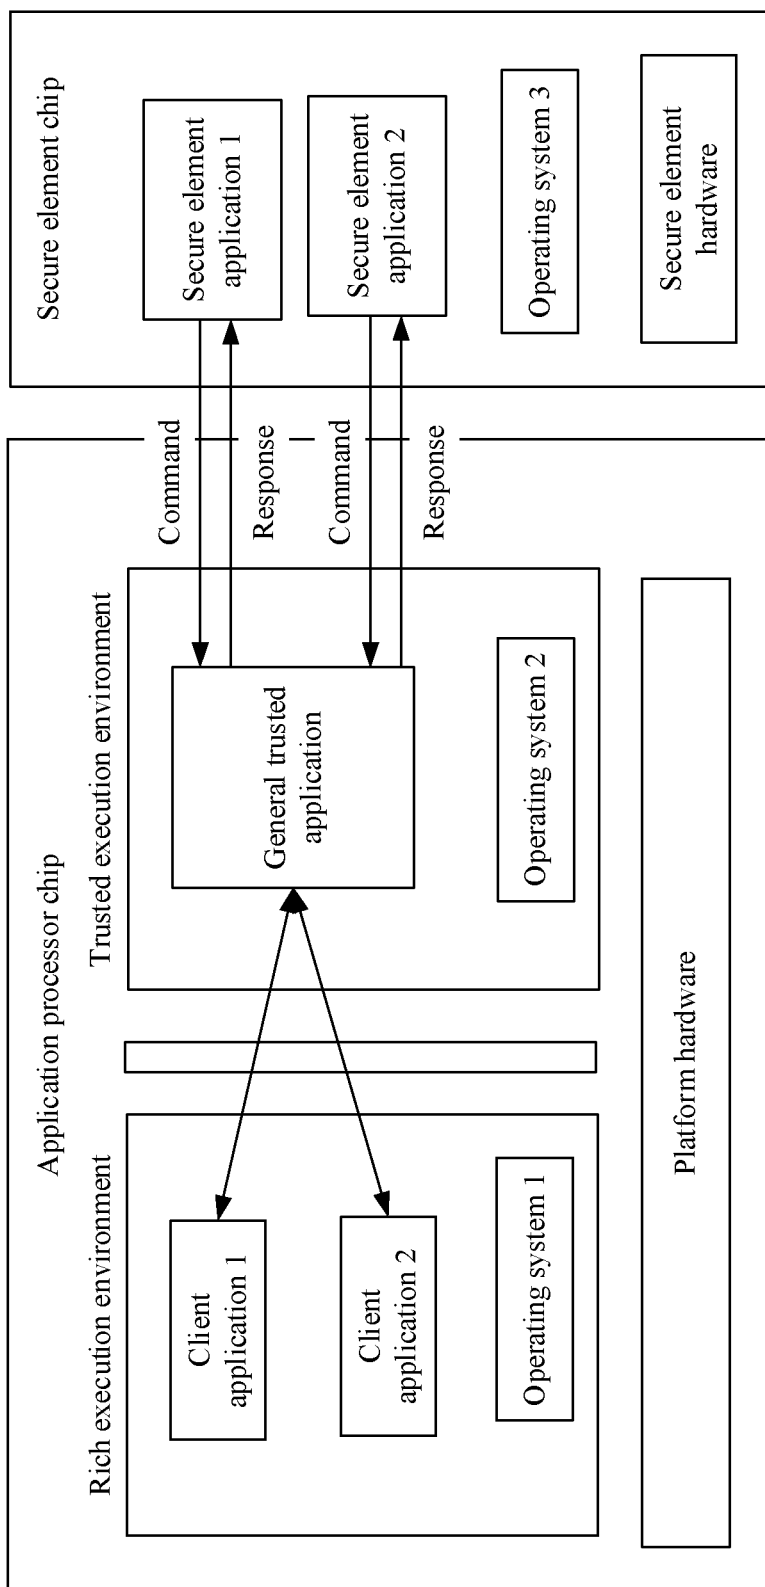 Application processor chip
Rich execution environment
Client
application 1
Client
application 2
Operating system 1
Trusted execution environment
General trusted
application
Operating system 2
Platform hardware
Command
Response
Command
Response
Secure element chip
Secure element
application 1
Secure element
application 2
Operating system 3
Secure element
hardware